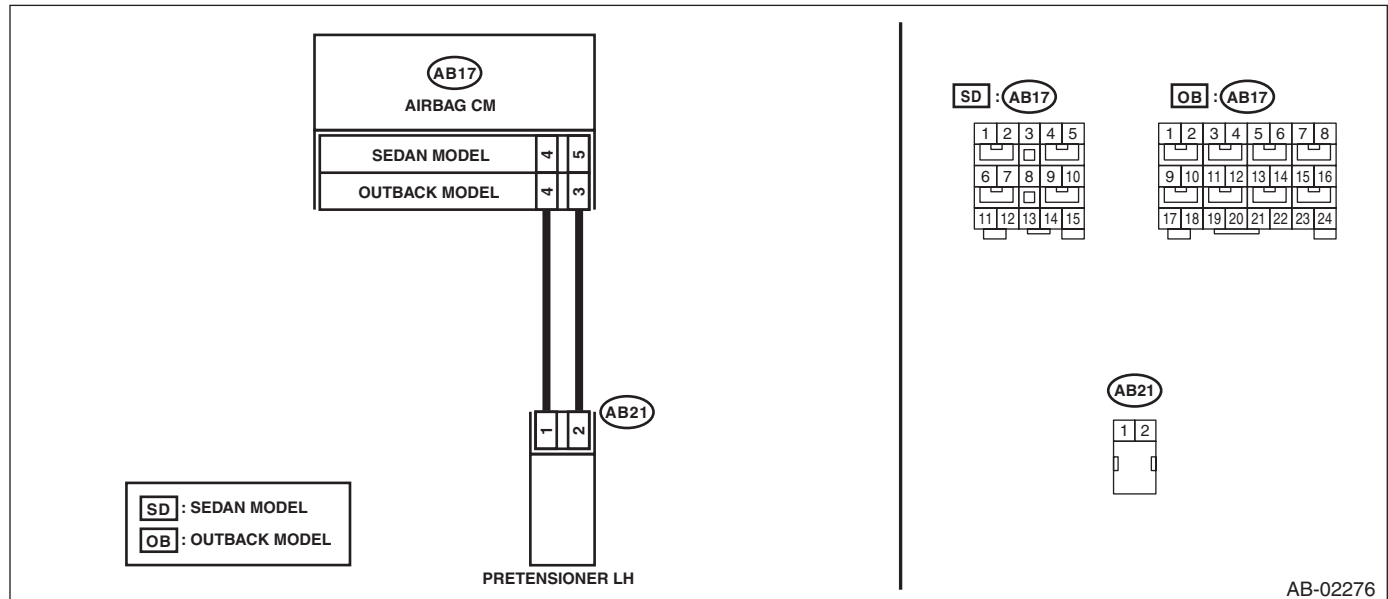 AB17
AIRBAG CM
SEDAN MODEL 4 5
OUTBACK MODEL 4 3
1 2
AB21
PRETENSIONER LH
SD : SEDAN MODEL
OB : OUTBACK MODEL
SD : AB17
1 2 3 4 5
6 7 8 9 10
11 12 13 14 15
OB : AB17
1 2 3 4 5 6 7 8
9 10 11 12 13 14 15 16
17 18 19 20 21 22 23 24
AB21
1 2
AB-02276